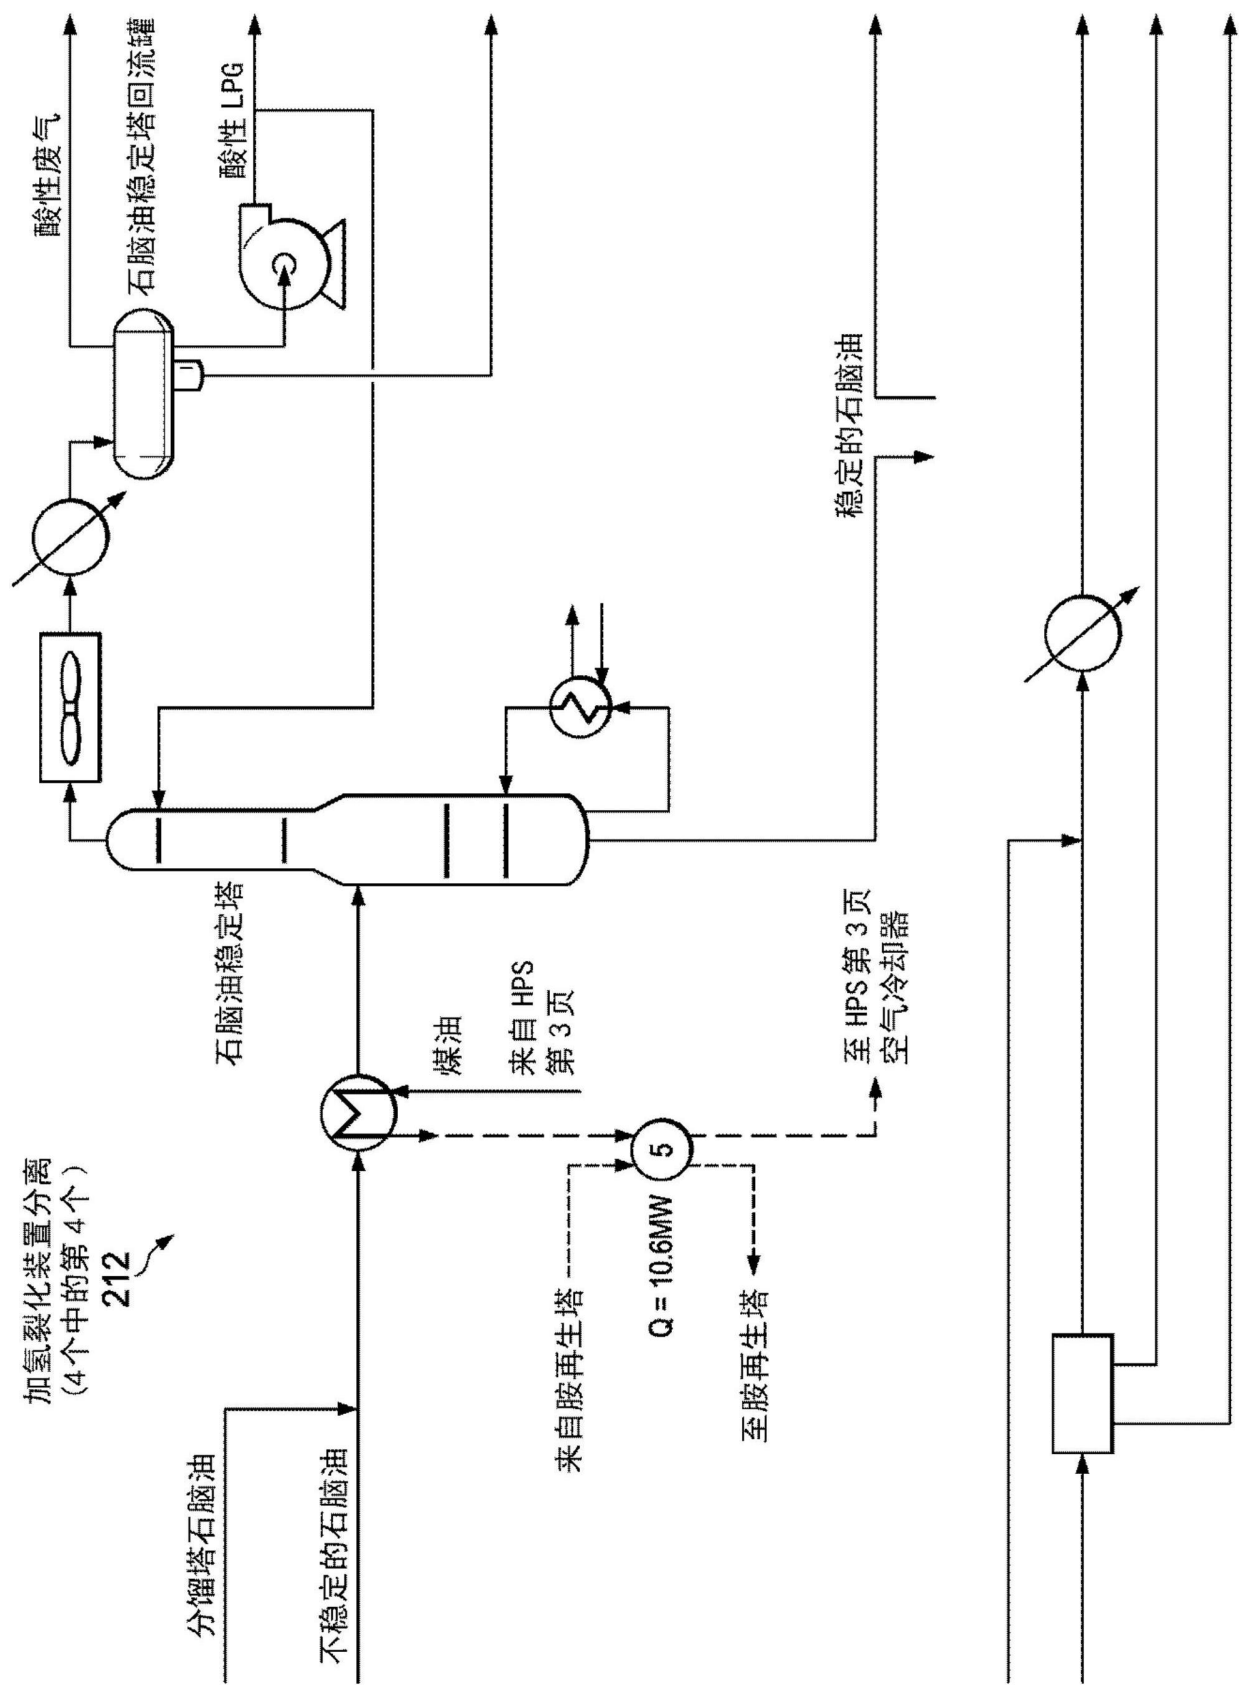 加氢裂化装置分离
(4个中的第4个)
212
分馏塔石脑油
不稳定的石脑油
石脑油稳定塔
酸性废气
石脑油稳定塔回流罐
酸性 LPG
煤油
来自 HPS
第3页
来自胺再生塔
5
Q = 10.6MW
至胺再生塔
至 HPS 第3页
空气冷却器
稳定的石脑油